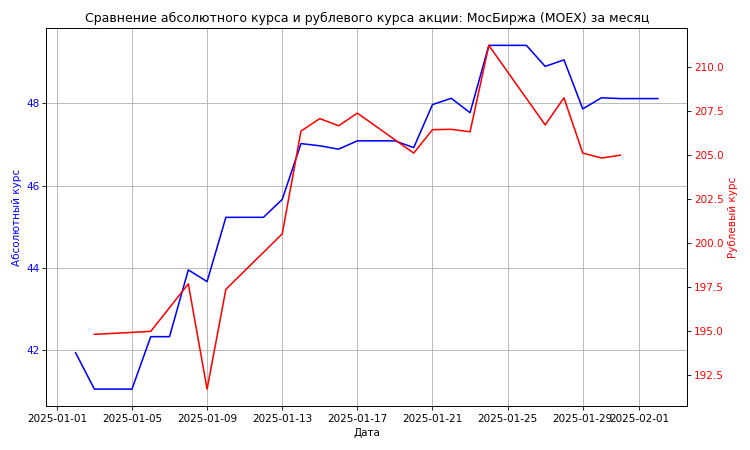 Сравнение абсолютного курса и рублевого курса акции: МосБиржа (MOEX) за месяц
Абсолютный курс
48
46
44
42
210.0
207.5
205.0
202.5
200.0
197.5
195.0
192.5
Рублевый курс
2025-01-01 2025-01-05 2025-01-09 2025-01-13 2025-01-17 2025-01-21 2025-01-25 2025-01-29 2025-02-01
Дата